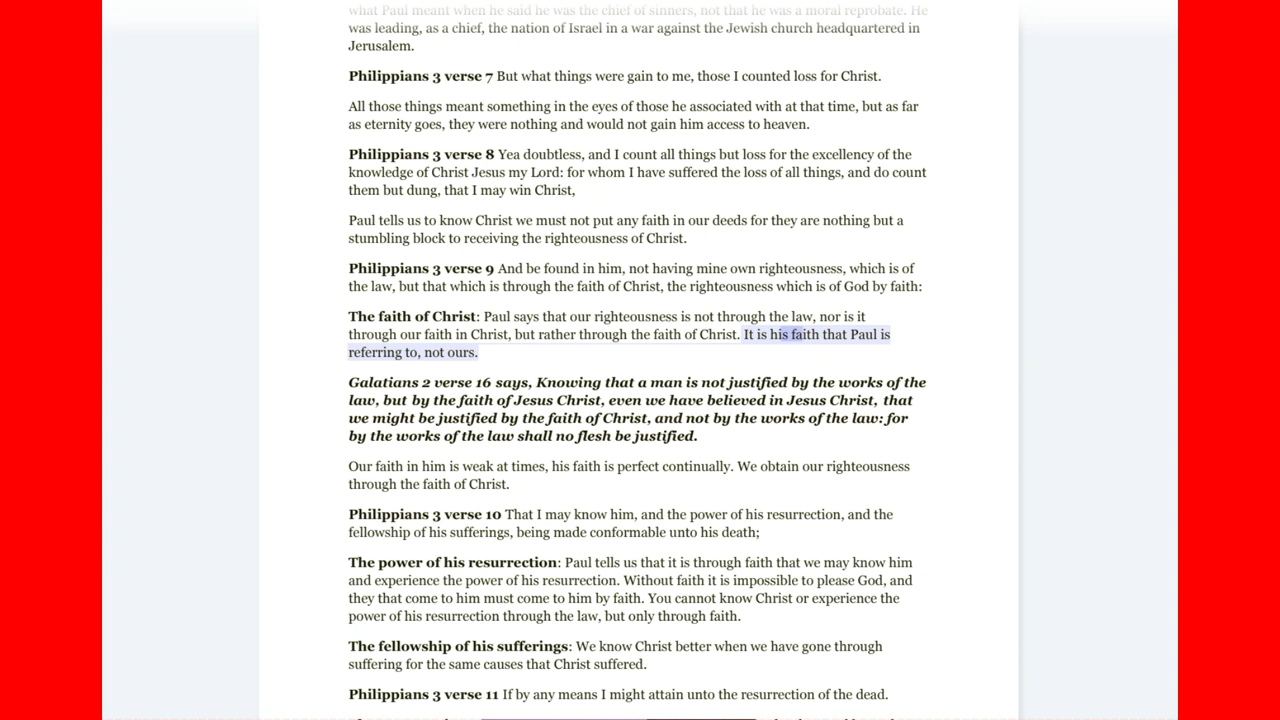 what Paul meant when he said he was the chief of sinners, not that he was a moral reprobate. He
was leading, as a chief, the nation of Israel in a war against the Jewish church headquartered in
Jerusalem.
Philippians 3 verse 7 But what things were gain to me, those I counted loss for Christ.
All those things meant something in the eyes of those he associated with at that time, but as far
as eternity goes, they were nothing and would not gain him access to heaven.
Philippians 3 verse 8 Yea doubtless, and I count all things but loss for the excellency of the
knowledge of Christ Jesus my Lord: for whom I have suffered the loss of all things, and do count
them but dung, that I may win Christ,
Paul tells us to know Christ we must not put any faith in our deeds for they are nothing but a
stumbling block to receiving the righteousness of Christ.
Philippians 3 verse 9 And be found in him, not having mine own righteousness, which is of
the law, but that which is through the faith of Christ, the righteousness which is of God by faith:
The faith of Christ: Paul says that our righteousness is not through the law, nor is it
through our faith in Christ, but rather through the faith of Christ. It is his faith that Paul is
referring to, not ours.
Galatians 2 verse 16 says, Knowing that a man is not justified by the works of the
law, but by the faith of Jesus Christ, even we have believed in Jesus Christ, that
we might be justified by the faith of Christ, and not by the works of the law: for
by the works of the law shall no flesh be justified.
Our faith in him is weak at times, his faith is perfect continually. We obtain our righteousness
through the faith of Christ.
Philippians 3 verse 10 That I may know him, and the power of his resurrection, and the
fellowship of his sufferings, being made conformable unto his death;
The power of his resurrection: Paul tells us that it is through faith that we may know him
and experience the power of his resurrection. Without faith it is impossible to please God, and
they that come to him must come to him by faith. You cannot know Christ or experience the
power of his resurrection through the law, but only through faith.
The fellowship of his sufferings: We know Christ better when we have gone through
suffering for the same causes that Christ suffered.
Philippians 3 verse 11 If by any means I might attain unto the resurrection of the dead.